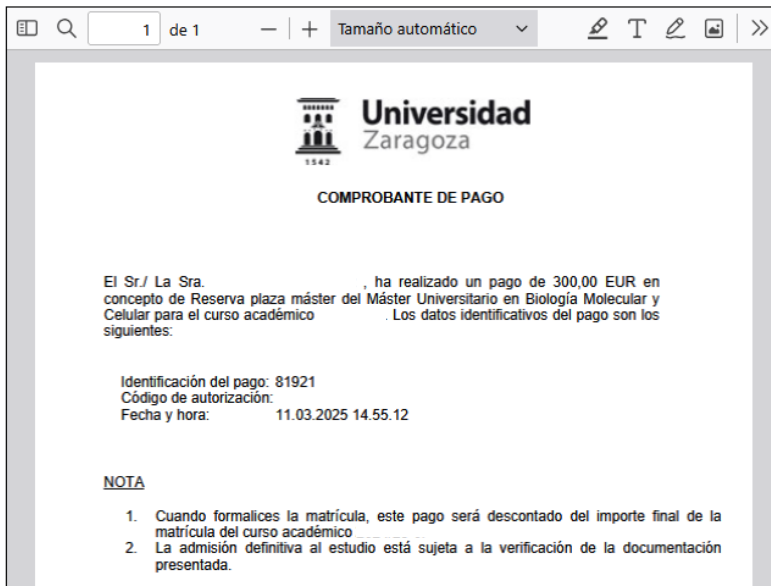 1 de 1 Tamaño automático
Universidad
Zaragoza
1542
COMPROBANTE DE PAGO
El Sr./ La Sra. , ha realizado un pago de 300,00 EUR en
concepto de Reserva plaza máster del Máster Universitario en Biología Molecular y
Celular para el curso académico . Los datos identificativos del pago son los
siguientes:
Identificación del pago: 81921
Código de autorización:
Fecha y hora: 11.03.2025 14.55.12
NOTA
1. Cuando formalices la matrícula, este pago será descontado del importe final de la
matrícula del curso académico
2. La admisión definitiva al estudio está sujeta a la verificación de la documentación
presentada.